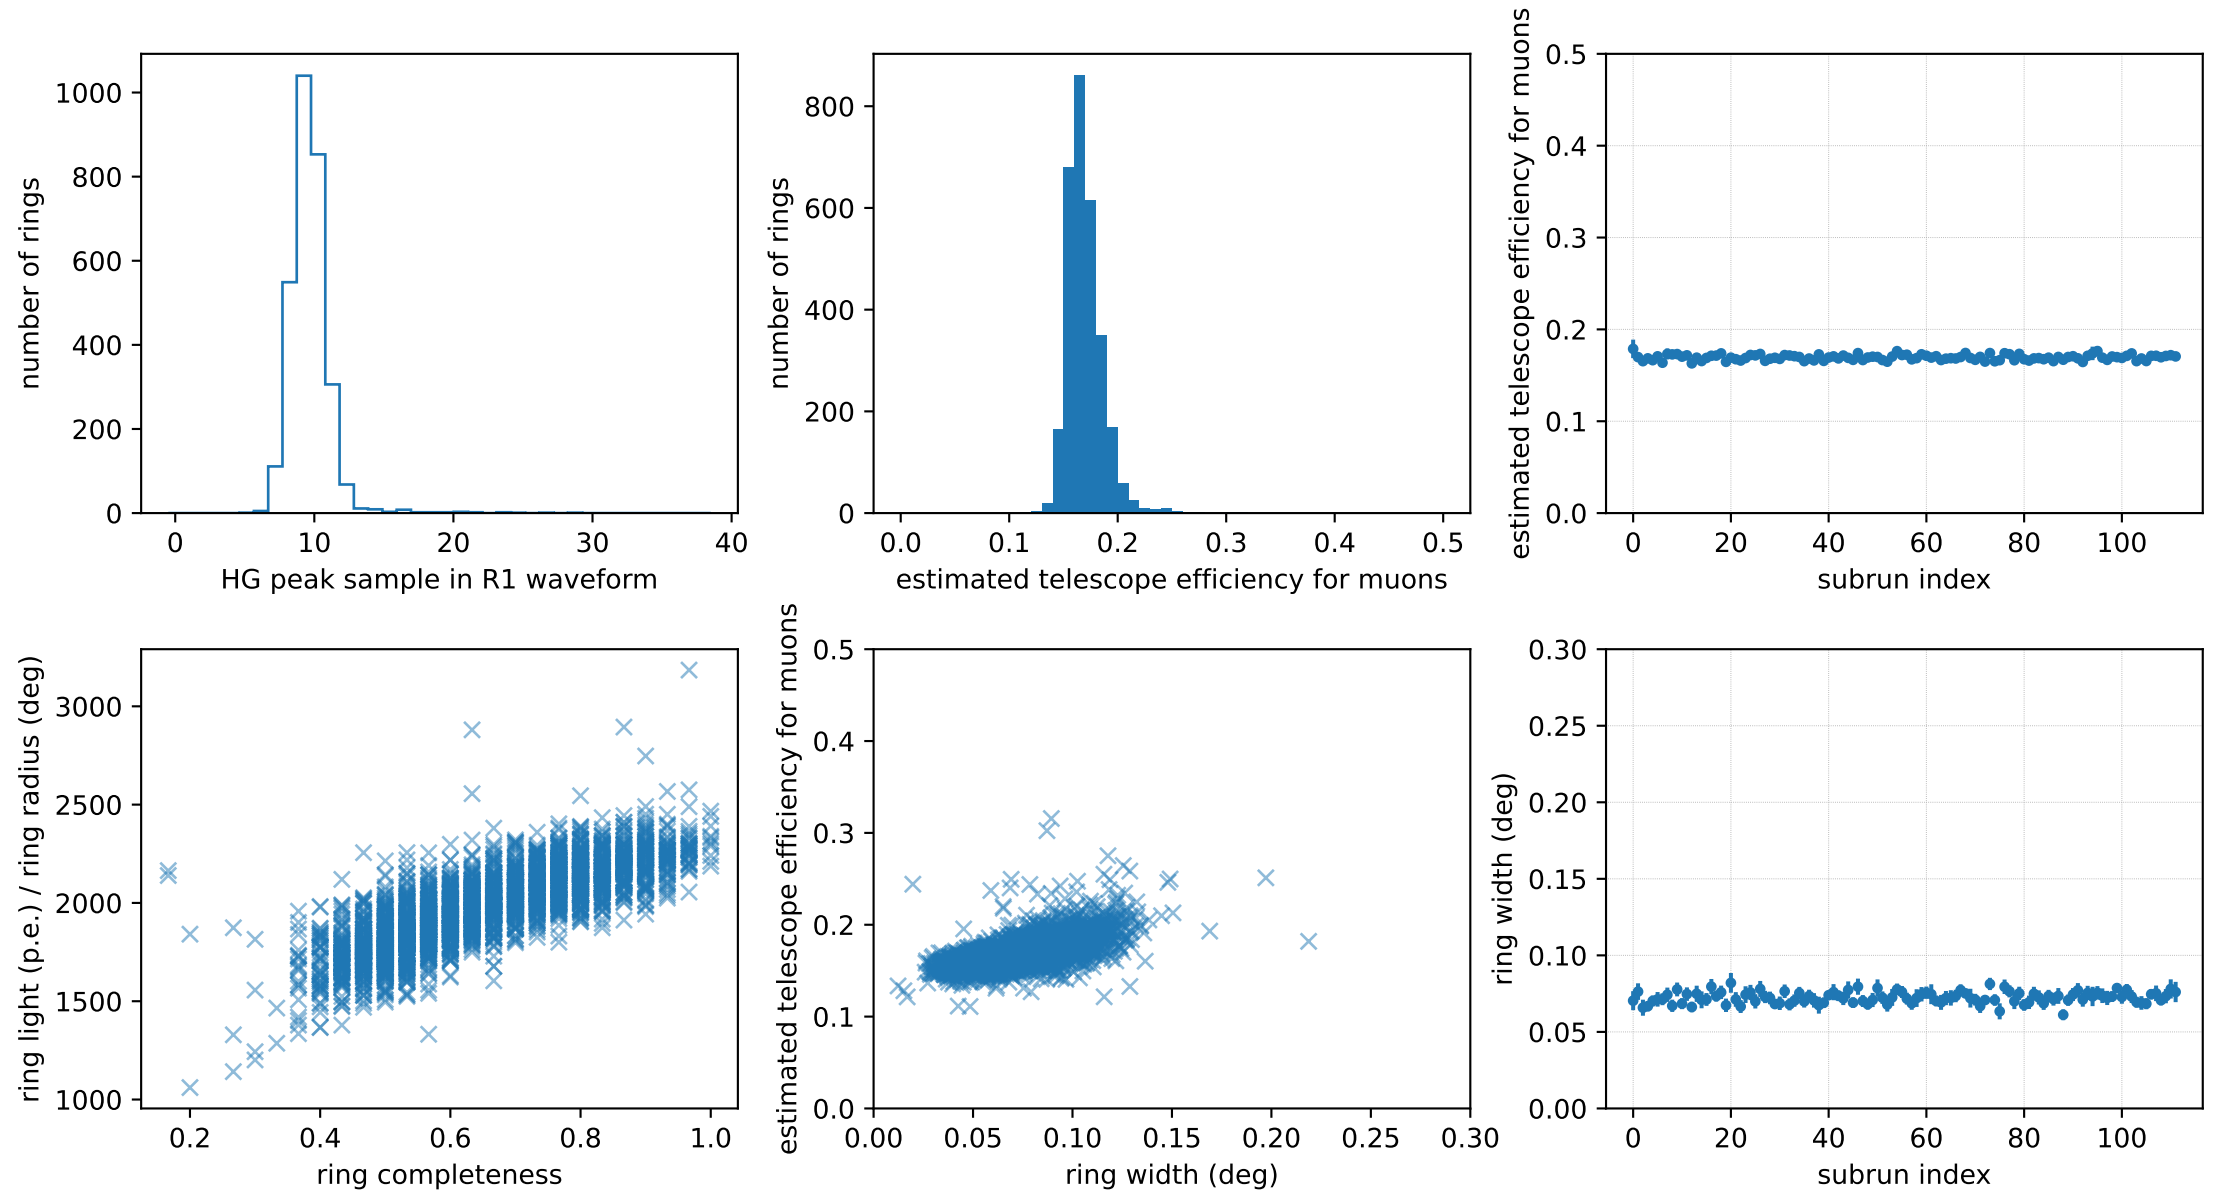 number of rings
1000
800
600
400
200
0
0 10 20 30 40
HG peak sample in R1 waveform
number of rings
800
600
400
200
0
0.0 0.1 0.2 0.3 0.4 0.5
estimated telescope efficiency for muons
estimated telescope efficiency for muons
0.5
0.4
0.3
0.2
0.1
0.0
0 20 40 60 80 100
subrun index
ring light (p.e.) / ring radius (deg)
3000
2500
2000
1500
1000
0.2 0.4 0.6 0.8 1.0
ring completeness
estimated telescope efficiency for muons
0.5
0.4
0.3
0.2
0.1
0.0
0.00 0.05 0.10 0.15 0.20 0.25 0.30
ring width (deg)
ring width (deg)
0.30
0.25
0.20
0.15
0.10
0.05
0.00
0 20 40 60 80 100
subrun index